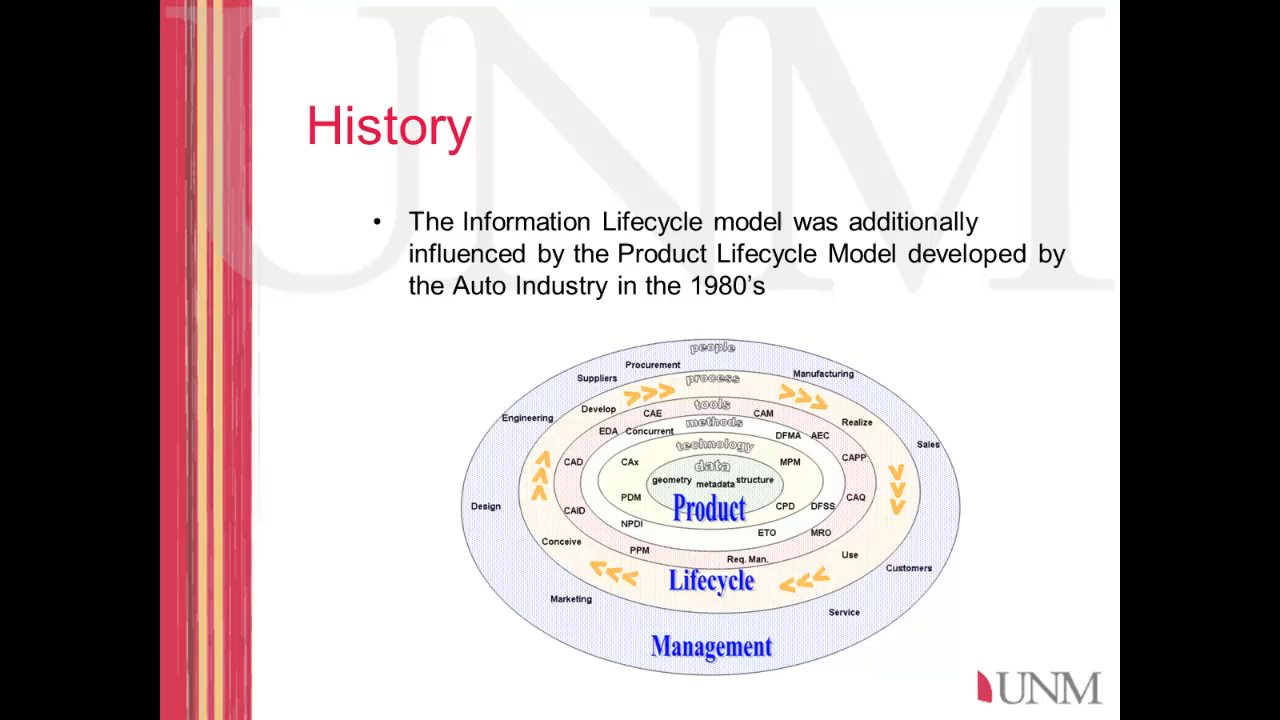 UNM
History
• The Information Lifecycle model was additionally
influenced by the Product Lifecycle Model developed by
the Auto Industry in the 1980’s
people
Procurement
Manufacturing
Suppliers
process
Develop
tools
CAE
CAM
Engineering
methods
Realize
EDA
Concurrent
DFMA
AEC
technology
Sales
CAD
CAx
data
MPM
CAPP
geometry
metadata
structure
PDM
Product
CAQ
Design
CAID
CPD
DFSS
NPDI
ETO
MRO
Conceive
PPM
Req. Man.
Use
Lifecycle
Customers
Marketing
Service
Management
UNM